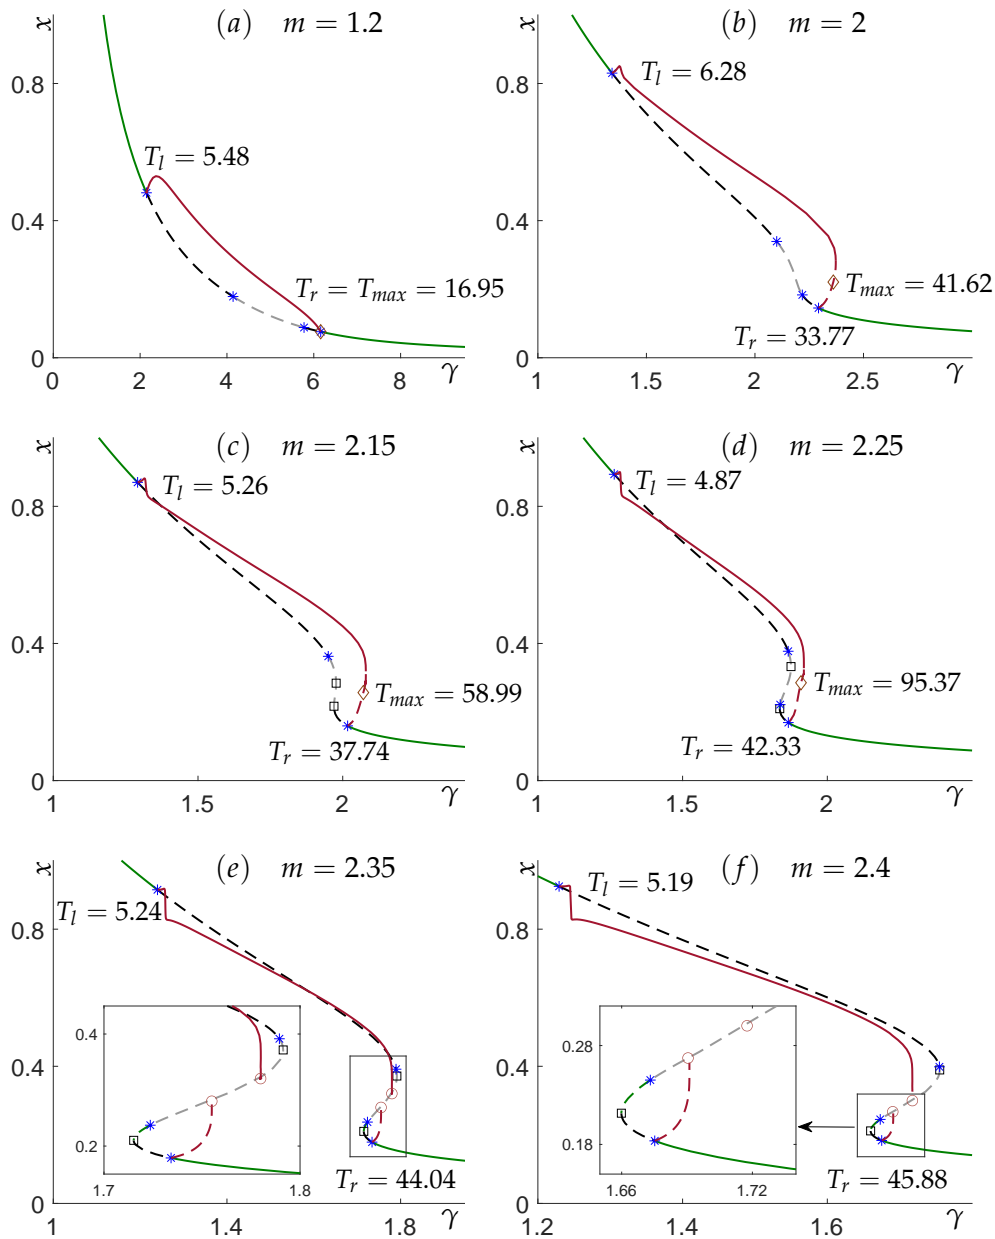 x
(a) m = 1.2
0.8
T_l = 5.48
0.4
T_r = T_max = 16.95
0
0 2 4 6 8 γ
x
(b) m = 2
0.8
T_l = 6.28
0.4
T_max = 41.62
T_r = 33.77
0
1 1.5 2 2.5 γ
x
(c) m = 2.15
0.8
T_l = 5.26
0.4
T_max = 58.99
T_r = 37.74
0
1 1.5 2 γ
x
(d) m = 2.25
0.8
T_l = 4.87
0.4
T_max = 95.37
T_r = 42.33
0
1 1.5 2 γ
x
(e) m = 2.35
T_l = 5.24
0.8
0.4
0.4
0.2
1.7 1.8
T_r = 44.04
0
1 1.2 1.4 1.6 1.8 γ
x
(f) m = 2.4
T_l = 5.19
0.8
0.4
0.28
0.18
1.66 1.72
T_r = 45.88
0
1.2 1.4 1.6 γ